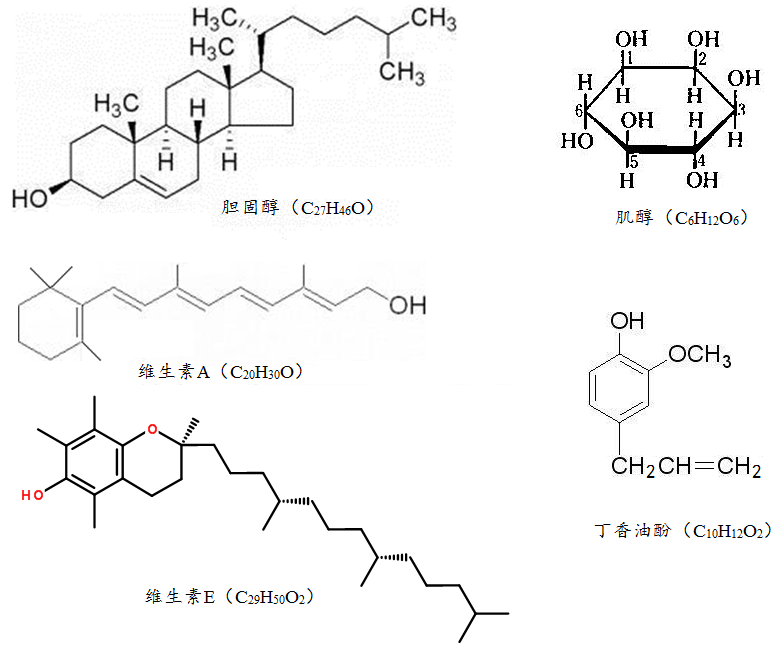 H₃C
H₃C
CH₃
CH₃
H₃C
H
H
H
HO
胆固醇（C₂₇H₄₆O）
OH
OH
1
2
H
H
H
OH
6
3
OH
H
H
HO
5
4
H
OH
肌醇（C₆H₁₂O₆）
OH
维生素A（C₂₀H₃₀O）
OH
OCH₃
CH₂CH=CH₂
丁香油酚（C₁₀H₁₂O₂）
O
HO
维生素E（C₂₉H₅₀O₂）